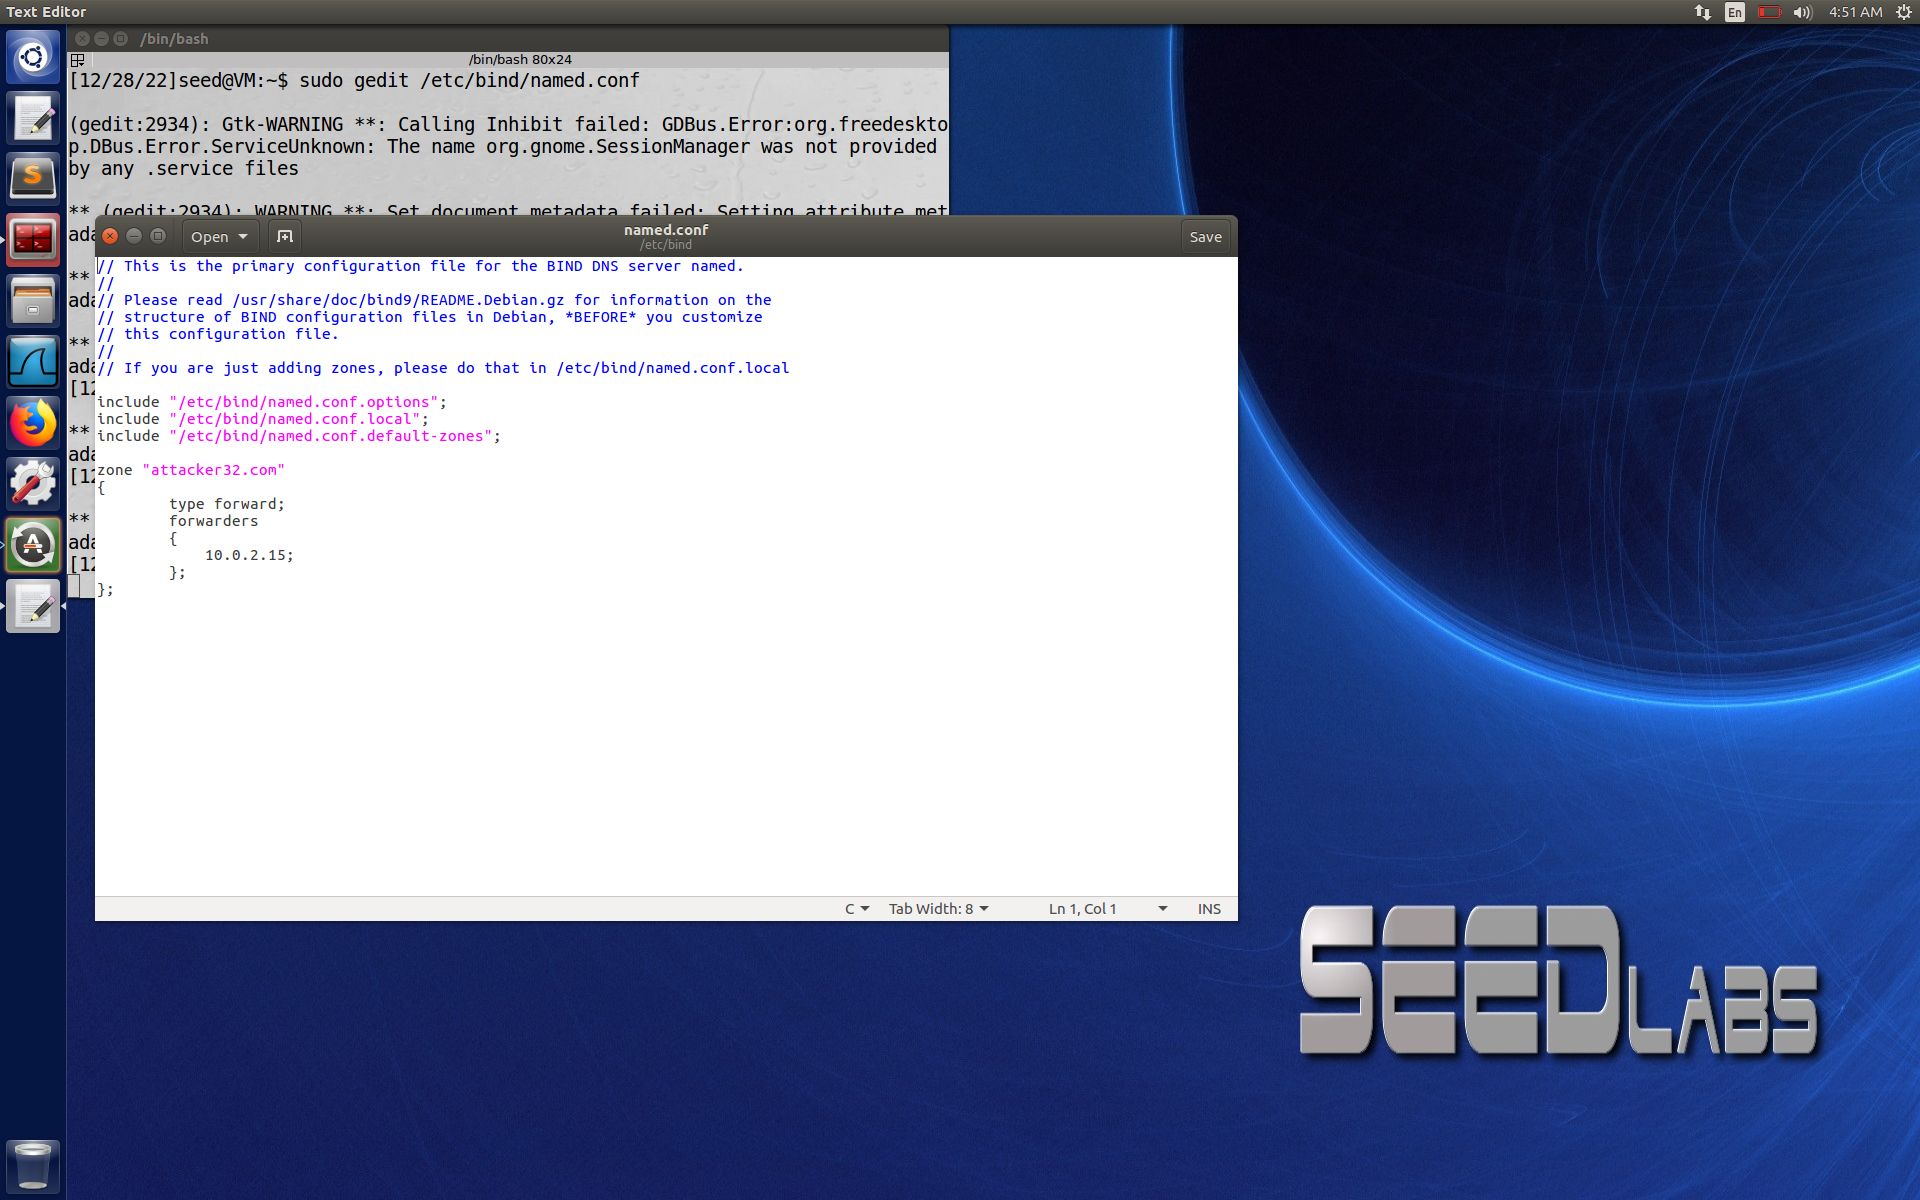 Text Editor
En
4:51 AM
/bin/bash
/bin/bash 80x24
[12/28/22]seed@VM:~$ sudo gedit /etc/bind/named.conf
(gedit:2934): Gtk-WARNING **: Calling Inhibit failed: GDBus.Error:org.freedeskto
p.DBus.Error.ServiceUnknown: The name org.gnome.SessionManager was not provided
by any .service files
** (gedit:2934): WARNING **: Set document metadata failed: Setting attribute met
ada
**
ada
**
ada
[12
**
ada
[12
**
ada
[12
Open
named.conf
/etc/bind
Save
// This is the primary configuration file for the BIND DNS server named.
//
// Please read /usr/share/doc/bind9/README.Debian.gz for information on the
// structure of BIND configuration files in Debian, *BEFORE* you customize
// this configuration file.
//
// If you are just adding zones, please do that in /etc/bind/named.conf.local
include "/etc/bind/named.conf.options";
include "/etc/bind/named.conf.local";
include "/etc/bind/named.conf.default-zones";
zone "attacker32.com"
{
type forward;
forwarders
{
10.0.2.15;
};
};
C
Tab Width: 8
Ln 1, Col 1
INS
SEEDLABS